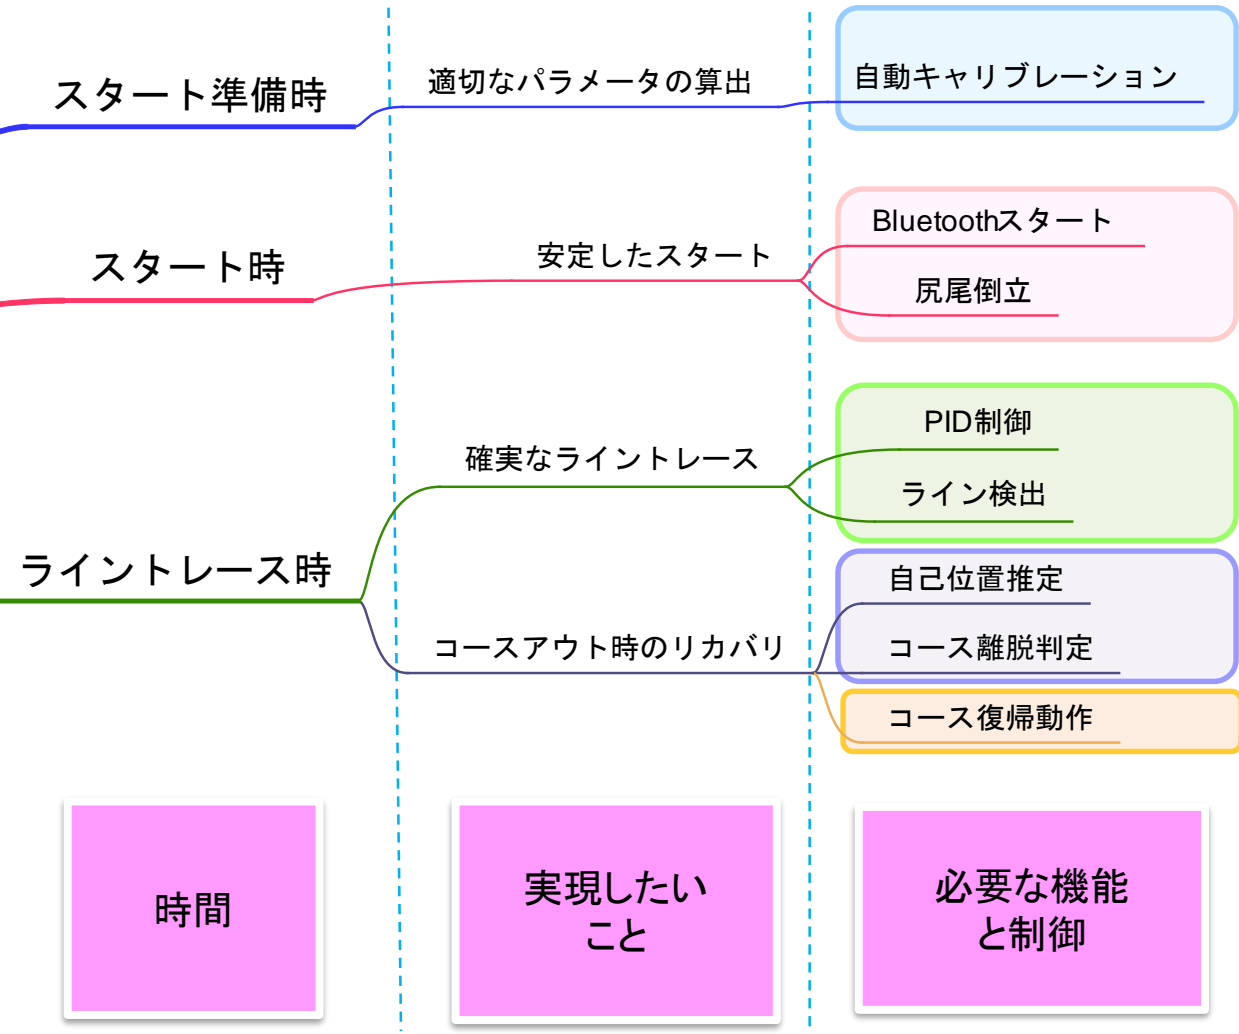 スタート準備時
適切なパラメータの算出
自動キャリブレーション
スタート時
安定したスタート
Bluetoothスタート
尻尾倒立
ライントレース時
確実なライントレース
PID制御
ライン検出
コースアウト時のリカバリ
自己位置推定
コース離脱判定
コース復帰動作
時間
実現したい
こと
必要な機能
と制御